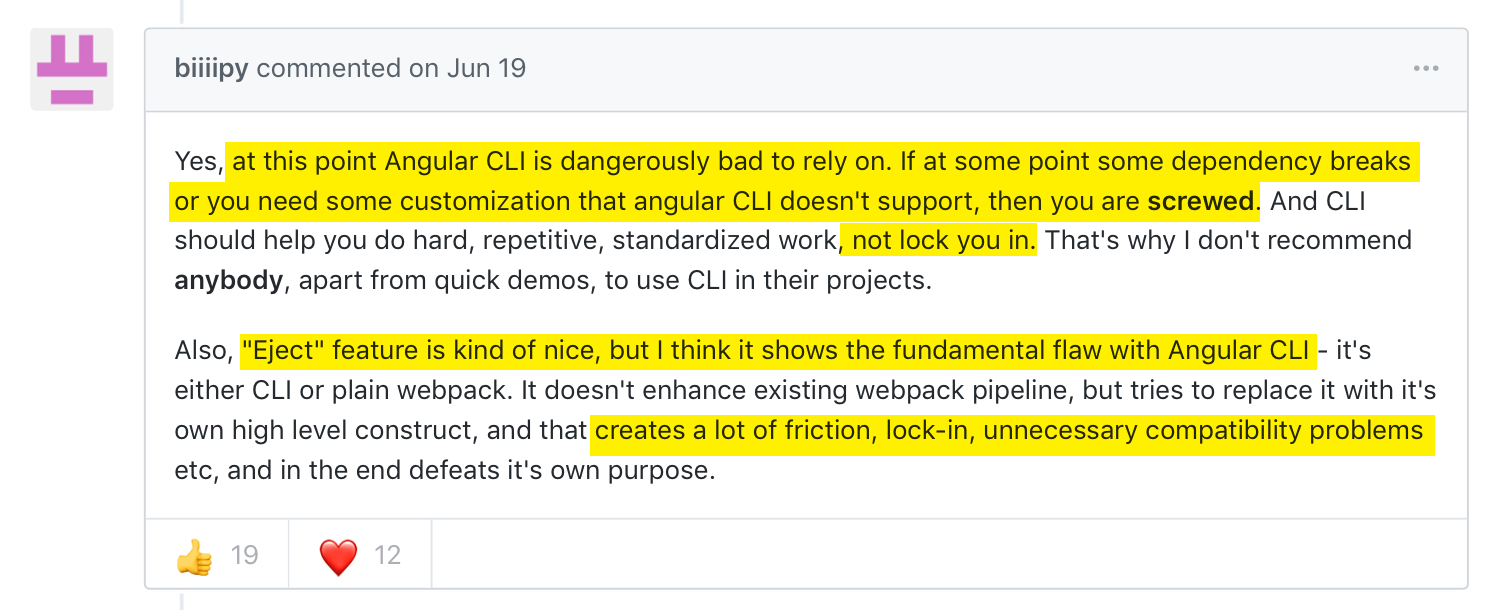 biiiipy commented on Jun 19
Yes, at this point Angular CLI is dangerously bad to rely on. If at some point some dependency breaks
or you need some customization that angular CLI doesn't support, then you are screwed. And CLI
should help you do hard, repetitive, standardized work, not lock you in. That's why I don't recommend
anybody, apart from quick demos, to use CLI in their projects.
Also, "Eject" feature is kind of nice, but I think it shows the fundamental flaw with Angular CLI - it's
either CLI or plain webpack. It doesn't enhance existing webpack pipeline, but tries to replace it with it's
own high level construct, and that creates a lot of friction, lock-in, unnecessary compatibility problems
etc, and in the end defeats it's own purpose.
👍 19 ❤️ 12